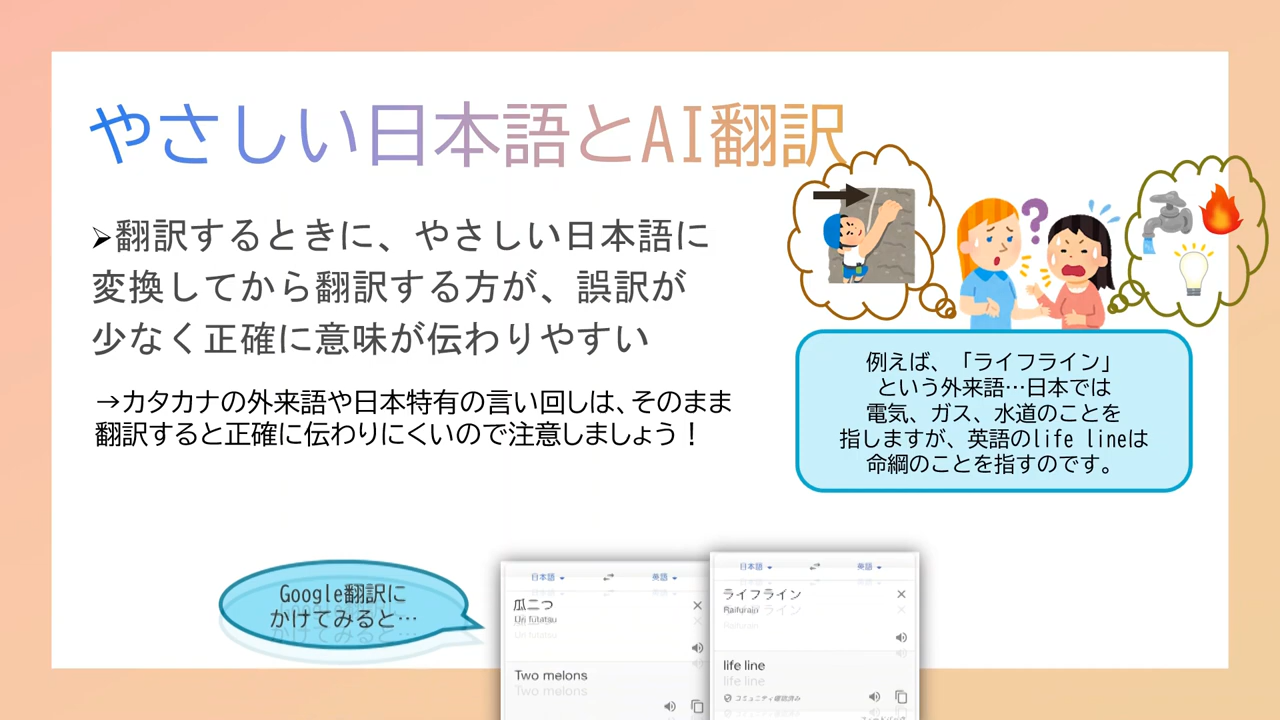 やさしい日本語とAI翻訳
➢翻訳するときに、やさしい日本語に
変換してから翻訳する方が、誤訳が
少なく正確に意味が伝わりやすい
→カタカナの外来語や日本特有の言い回しは、そのまま
翻訳すると正確に伝わりにくいので注意しましょう！
例えば、「ライフライン」
という外来語…日本では
電気、ガス、水道のことを
指しますが、英語のlife lineは
命綱のことを指すのです。
Google翻訳に
かけてみると…
日本語 英語
瓜二つ
Uri futatsu
Two melons
日本語 英語
ライフライン
Raifurain
life line
コミュニティ確認済み